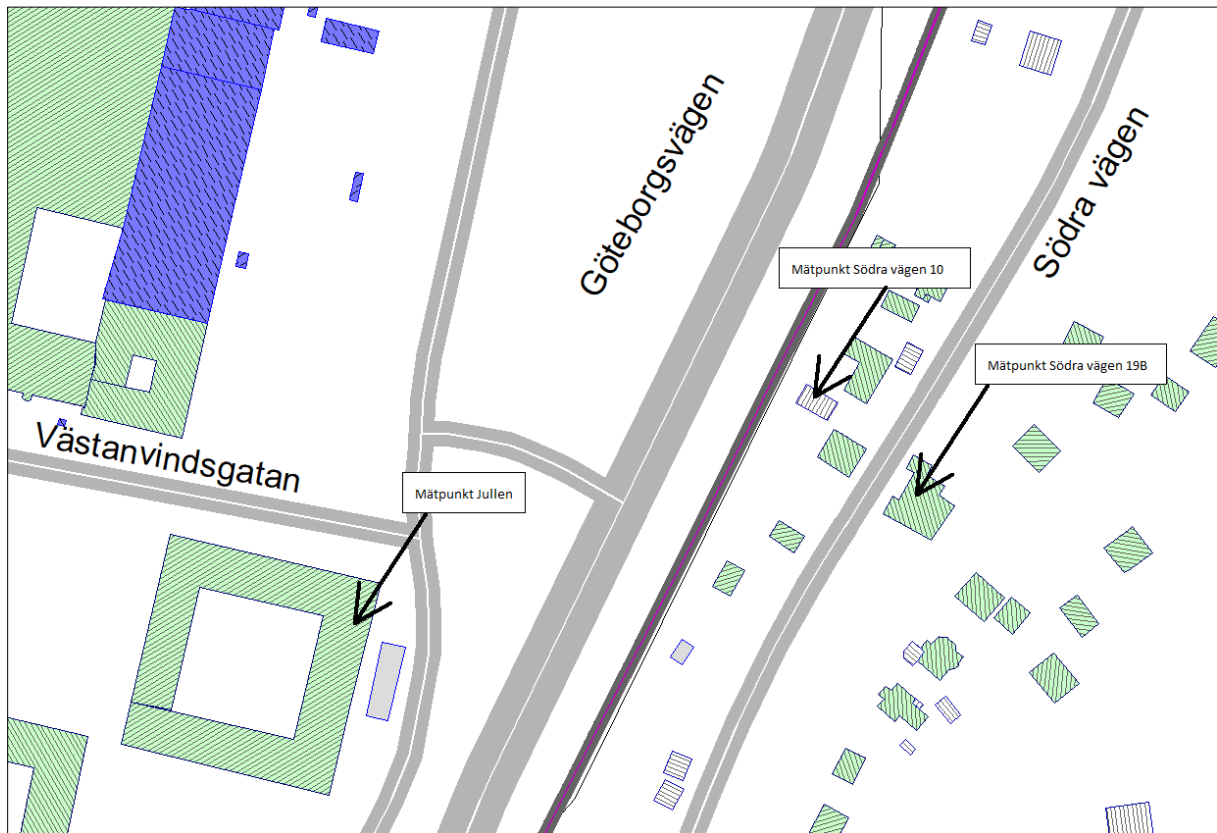 Göteborgsvägen
Södra vägen
Mätpunkt Södra vägen 10
Mätpunkt Södra vägen 19B
Västanvindsgatan
Mätpunkt Jullen